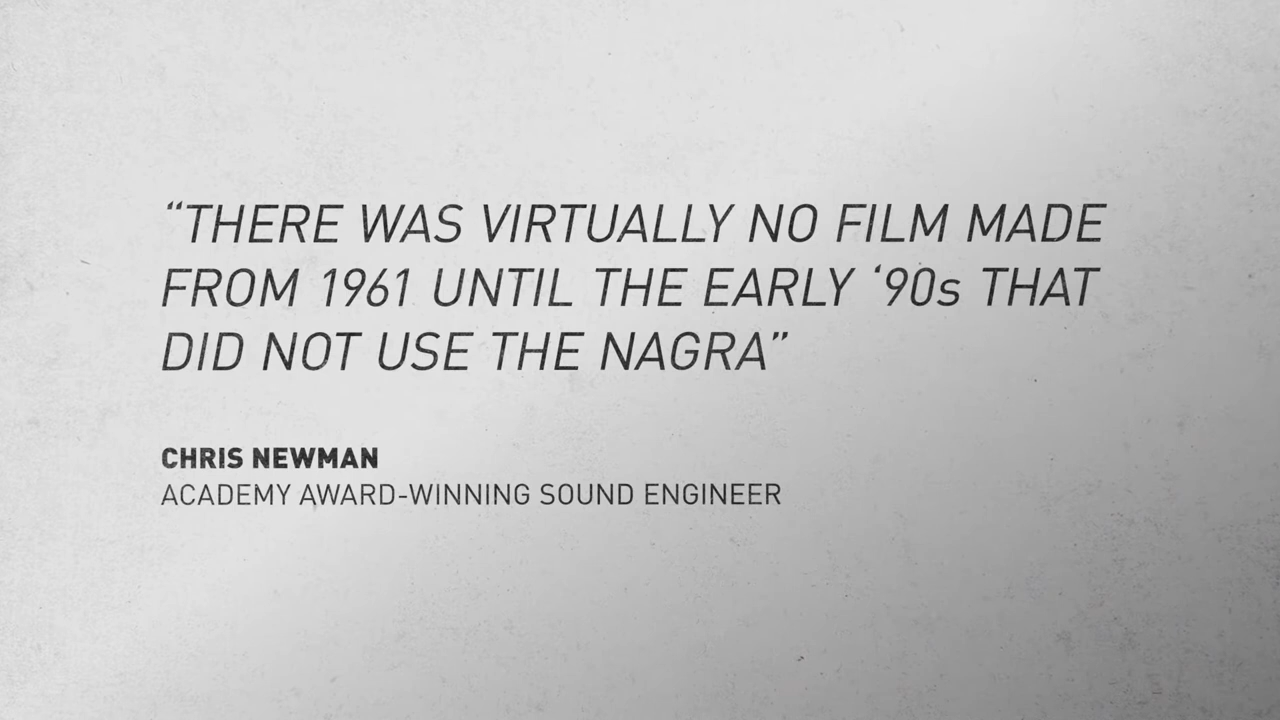 “THERE WAS VIRTUALLY NO FILM MADE
FROM 1961 UNTIL THE EARLY ‘90s THAT
DID NOT USE THE NAGRA”
CHRIS NEWMAN
ACADEMY AWARD-WINNING SOUND ENGINEER